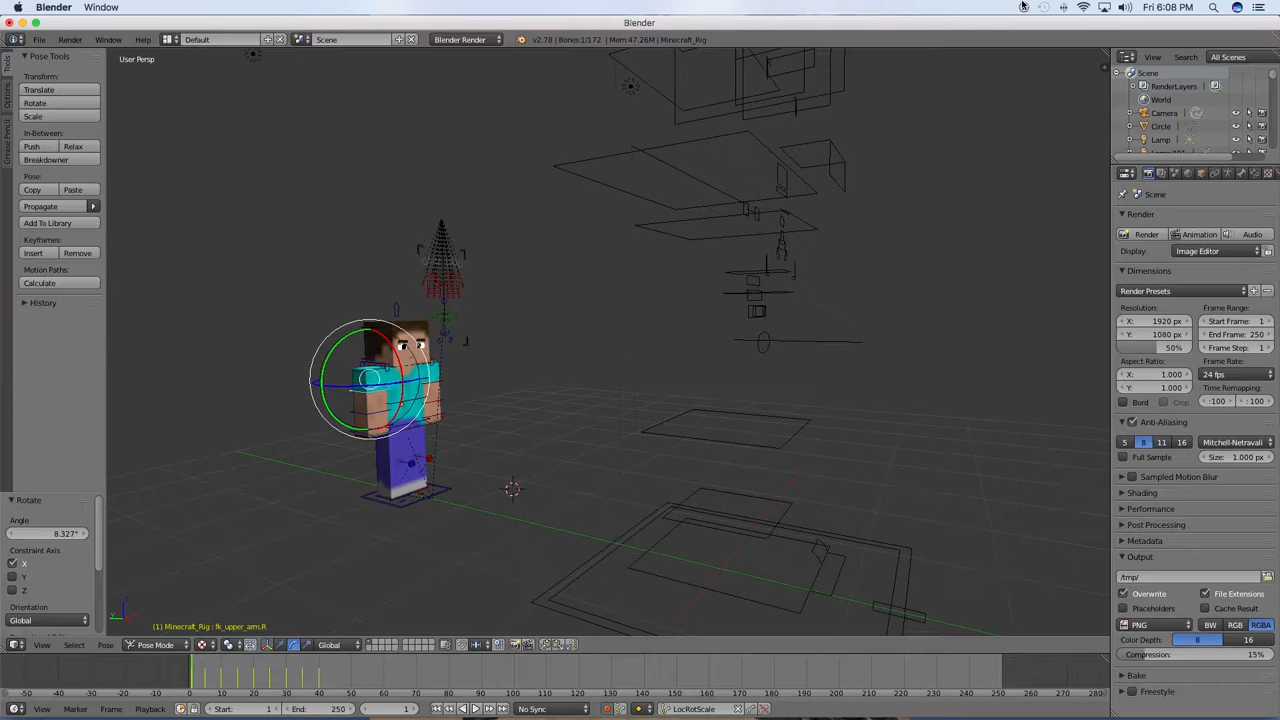 Blender Window Fri 6:08 PM
Blender
File Render Window Help Default Scene Blender Render v2.78 | Bones:1/172 | Mem:47.26M | Minecraft_Rig
View Search All Scenes
Tools
Options
Grease Pencil
Pose Tools
Transform:
Translate
Rotate
Scale
In-Between:
Push Relax
Breakdowner
Pose:
Copy Paste
Propagate
Add To Library
Keyframes:
Insert Remove
Motion Paths:
Calculate
History
Rotate
Angle
8.327°
Constraint Axis
X
Y
Z
Orientation
Global
User Persp
(1) Minecraft_Rig : fk_upper_arm.R
View Select Pose Pose Mode Global
Scene
RenderLayers
World
Camera
Circle
Lamp
Lamp.001
Scene
Render
Render Animation Audio
Display: Image Editor
Dimensions
Render Presets
Resolution: Frame Range:
X: 1920 px Start Frame: 1
Y: 1080 px End Frame: 250
50% Frame Step: 1
Aspect Ratio: Frame Rate:
X: 1.000 24 fps
Y: 1.000 Time Remapping:
Bord Crop :100 :100
Anti-Aliasing
5 8 11 16 Mitchell-Netravali
Full Sample Size: 1.000 px
Sampled Motion Blur
Shading
Performance
Post Processing
Metadata
Output
/tmp/
Overwrite File Extensions
Placeholders Cache Result
PNG BW RGB RGBA
Color Depth: 8 16
Compression: 15%
Bake
Freestyle
-50 -40 -30 -20 -10 0 10 20 30 40 50 60 70 80 90 100 110 120 130 140 150 160 170 180 190 200 210 220 230 240 250 260 270 280
View Marker Frame Playback Start: 1 End: 250 1 No Sync LocRotScale